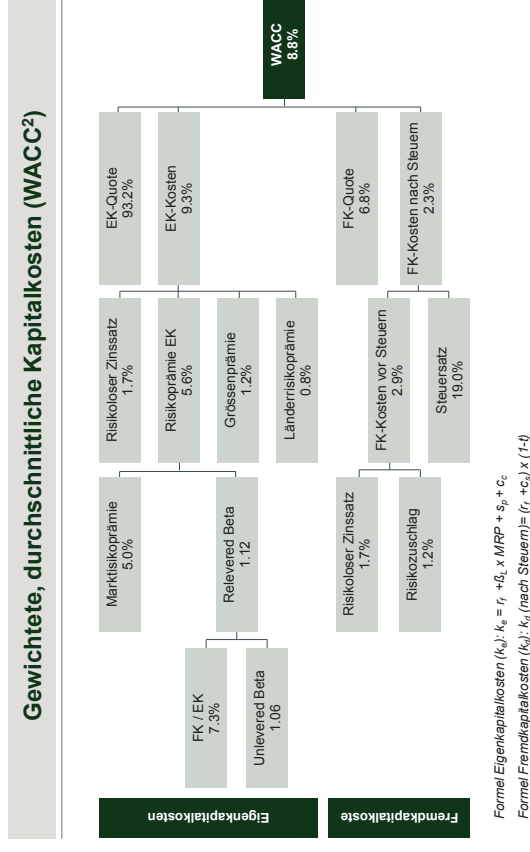 Gewichtete, durchschnittliche Kapitalkosten (WACC²)
Eigenkapitalkosten
FK / EK
7.3%
Unlevered Beta
1.06
Marktisikoprämie
5.0%
Relevered Beta
1.12
Risikoloser Zinssatz
1.7%
Risikoprämie EK
5.6%
Grössenprämie
1.2%
Länderrisikoprämie
0.8%
EK-Quote
93.2%
EK-Kosten
9.3%
WACC
8.8%
Fremdkapitalkoste
Risikoloser Zinssatz
1.7%
Risikozuschlag
1.2%
FK-Kosten vor Steuern
2.9%
Steuersatz
19.0%
FK-Quote
6.8%
FK-Kosten nach Steuern
2.3%
Formel Eigenkapitalkosten (kₑ): kₑ = r_f + ß_L x MRP + s_p + c_c
Formel Fremdkapitalkosten (k_d): k_d (nach Steuern)= (r_f +c_s) x (1-t)